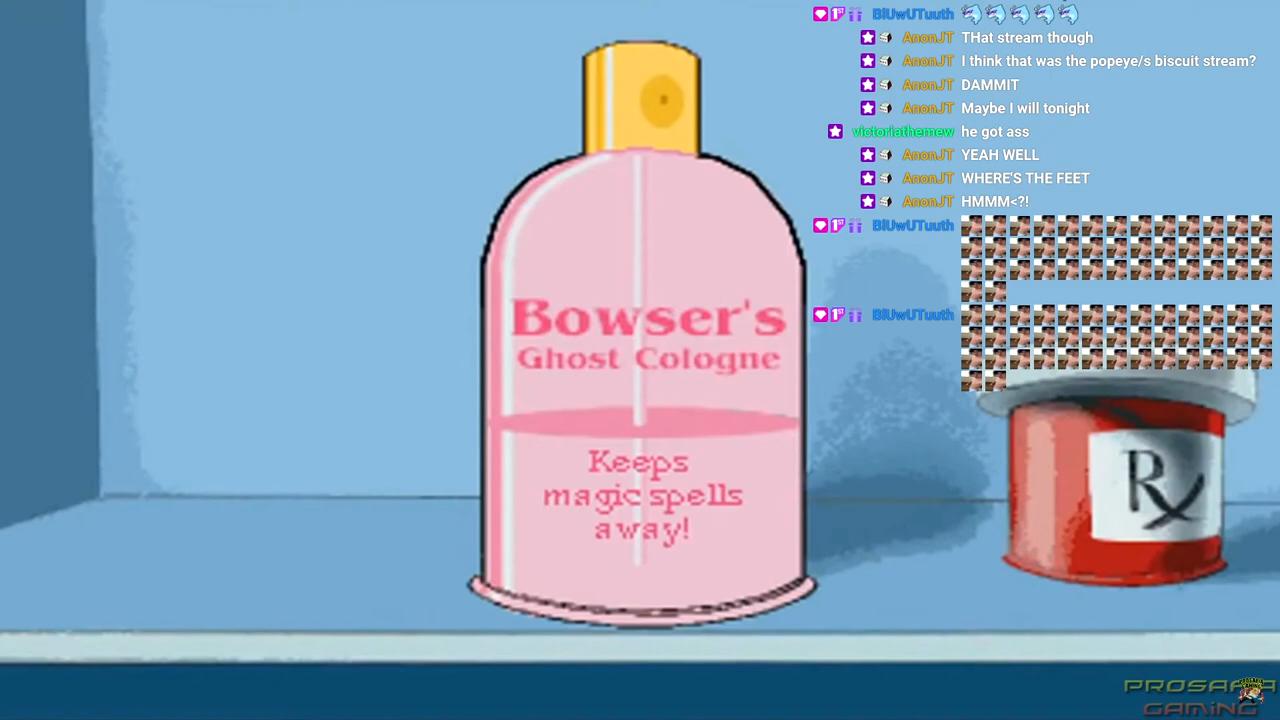 BlUwUTuuth
AnonJT THat stream though
AnonJT I think that was the popeye/s biscuit stream?
AnonJT DAMMIT
AnonJT Maybe I will tonight
victoriathemew he got ass
AnonJT YEAH WELL
AnonJT WHERE'S THE FEET
AnonJT HMMM<?!
BlUwUTuuth
BlUwUTuuth
Bowser's
Ghost Cologne
Keeps
magic spells
away!
Rx
PROSAFIA
GAMING